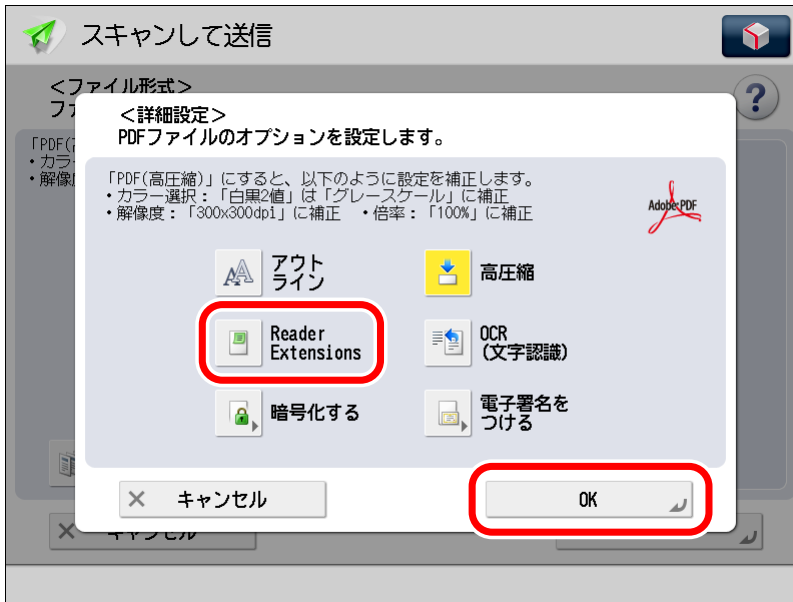 スキャンして送信
<ファイル形式>
ファ
「PDF(
・カラー
・解像
<詳細設定>
PDFファイルのオプションを設定します。
「PDF(高圧縮)」にすると、以下のように設定を補正します。
・カラー選択：「白黒2値」は「グレースケール」に補正
・解像度：「300x300dpi」に補正 ・倍率：「100%」に補正
Adobe PDF
アウト
ライン
高圧縮
Reader
Extensions
OCR
(文字認識)
暗号化する
電子署名を
つける
× キャンセル
OK
× キャンセル
?